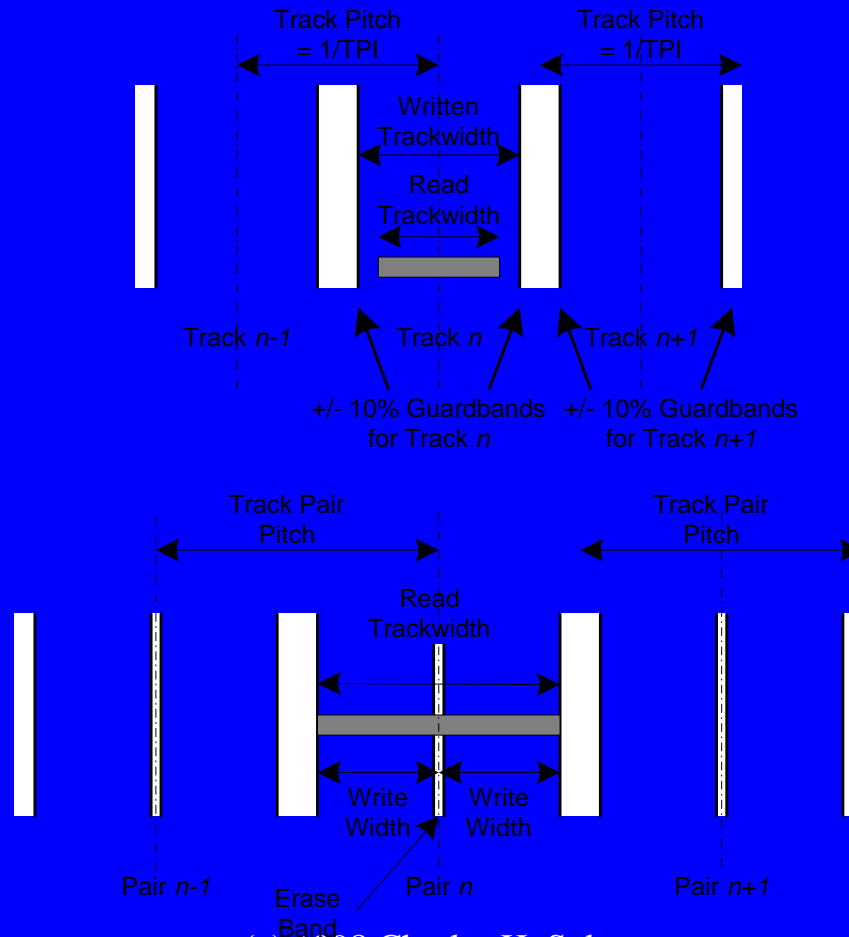 Track Pitch
= 1/TPI
Track Pitch
= 1/TPI
Written
Trackwidth
Read
Trackwidth
Track n-1
Track n
Track n+1
+/- 10% Guardbands
for Track n
+/- 10% Guardbands
for Track n+1
Track Pair
Pitch
Track Pair
Pitch
Read
Trackwidth
Write
Width
Write
Width
Pair n-1
Pair n
Pair n+1
Erase
Band